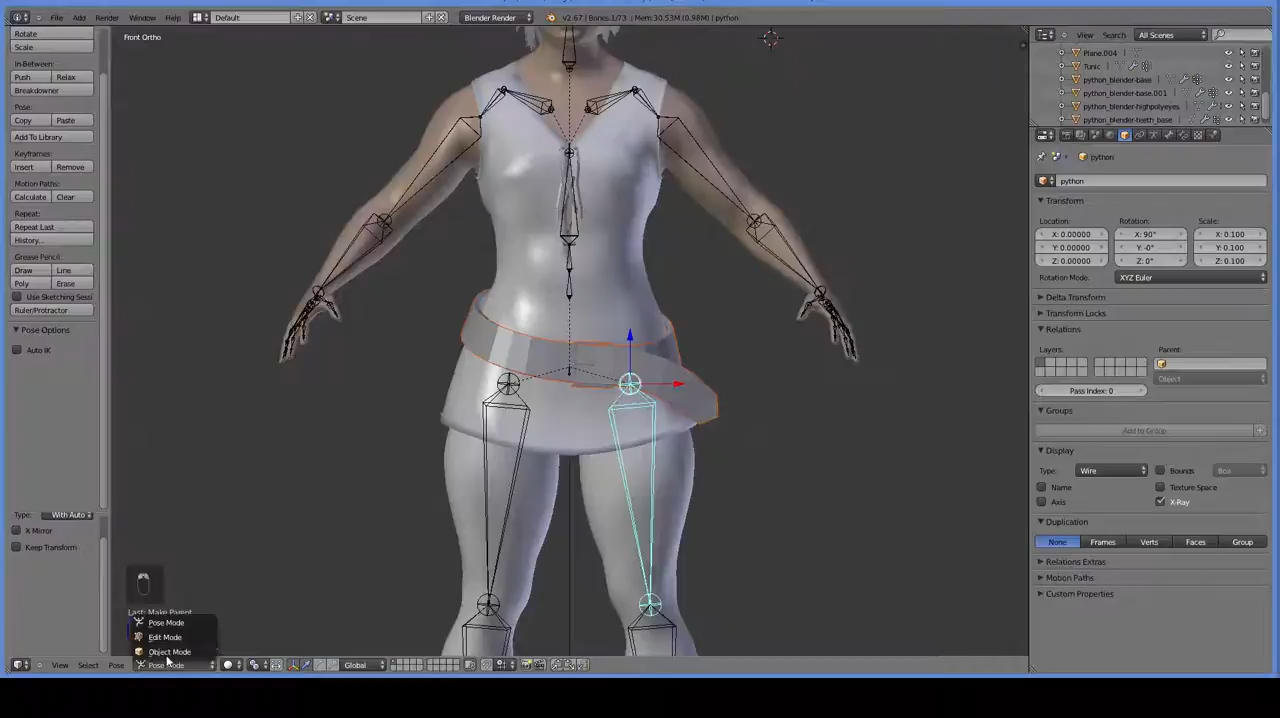 File Add Render Window Help Default Scene Blender Render v2.67 | Bones:1/73 | Mem:30.53M (0.98M) | python
Rotate
Scale
In-Between:
Push Relax
Breakdowner
Pose:
Copy Paste
Add To Library
Keyframes:
Insert Remove
Motion Paths:
Calculate Clear
Repeat:
Repeat Last
History...
Grease Pencil:
Draw Line
Poly Erase
Use Sketching Sessi
Ruler/Protractor
Pose Options
Auto IK
Type: With Auto
X Mirror
Keep Transform
Front Ortho
Last: Make Parent
Pose Mode
Edit Mode
Object Mode
View Select Pose Pose Mode Global
View Search All Scenes
Plane.004
Tunic
python_blender-base
python_blender-base.001
python_blender-highpolyeyes
python_blender-teeth_base
python
python
Transform
Location: Rotation: Scale:
X: 0.00000 X: 90° X: 0.100
Y: 0.00000 Y: -0° Y: 0.100
Z: 0.00000 Z: 0° Z: 0.100
Rotation Mode: XYZ Euler
Delta Transform
Transform Locks
Relations
Layers: Parent:
Object
Pass Index: 0
Groups
Add to Group
Display
Type: Wire Bounds Box
Name Texture Space
Axis X-Ray
Duplication
None Frames Verts Faces Group
Relations Extras
Motion Paths
Custom Properties